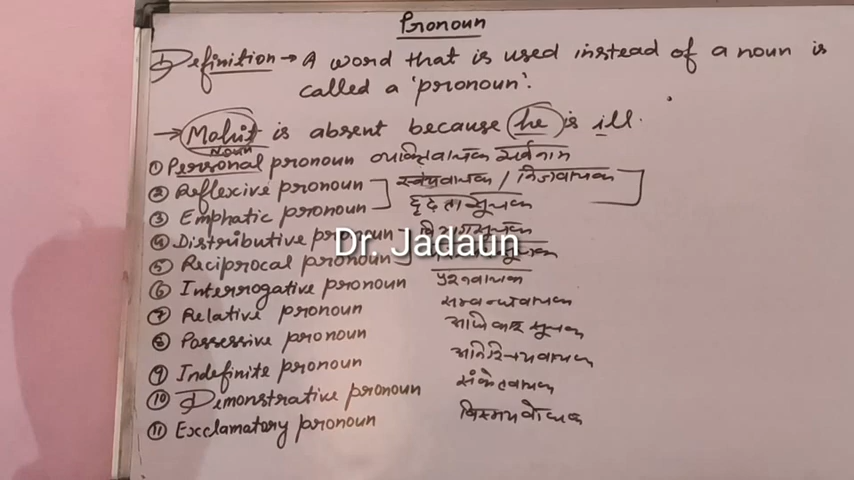 Pronoun
Definition → A word that is used instead of a noun is
called a 'pronoun'.
→ Mohit is absent because he is ill.
Noun
① Personal pronoun व्यक्तिवाचक सर्वनाम
② Reflexive pronoun स्वयंवाचक / निजवाचक
③ Emphatic pronoun दृढ़तासूचक
④ Distributive pronoun
⑤ Reciprocal pronoun
Dr. Jadaun
⑥ Interrogative pronoun प्रश्नवाचक
⑦ Relative pronoun सम्बन्धवाचक
⑧ Possessive pronoun अधिकार सूचक
⑨ Indefinite pronoun अनिश्चयवाचक
⑩ Demonstrative pronoun संकेतवाचक
⑪ Exclamatory pronoun विस्मयबोधक